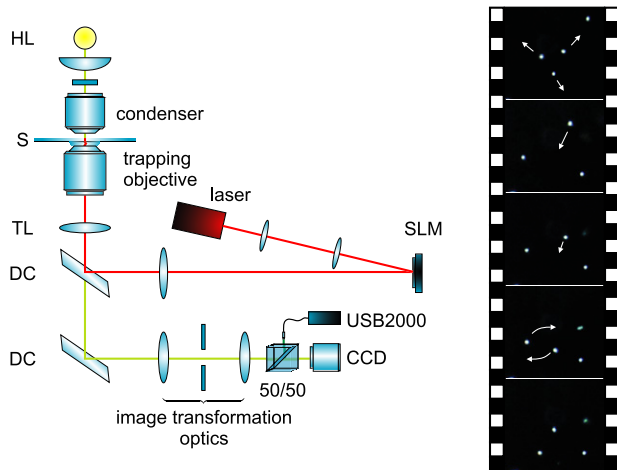 HL
condenser
S
trapping
objective
laser
TL
SLM
DC
USB2000
DC
CCD
50/50
image transformation
optics